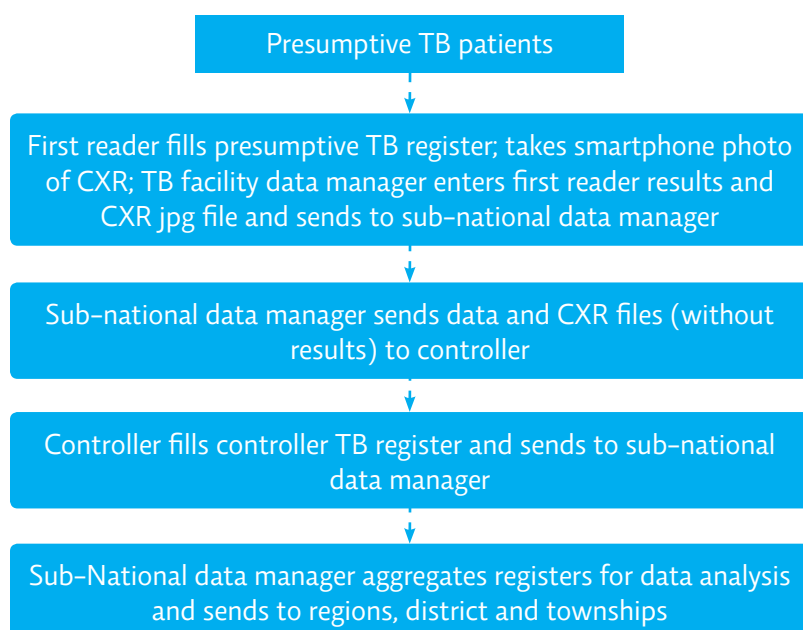 Presumptive TB patients
First reader fills presumptive TB register; takes smartphone photo
of CXR; TB facility data manager enters first reader results and
CXR jpg file and sends to sub-national data manager
Sub-national data manager sends data and CXR files (without
results) to controller
Controller fills controller TB register and sends to sub-national
data manager
Sub-National data manager aggregates registers for data analysis
and sends to regions, district and townships